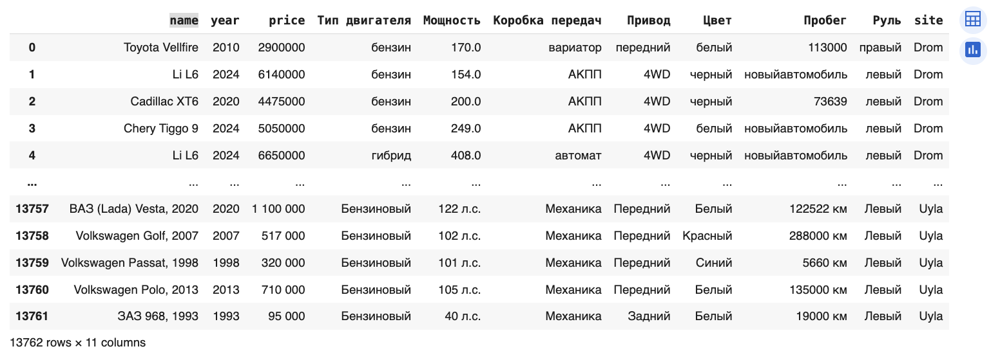 name year price Тип двигателя Мощность Коробка передач Привод Цвет Пробег Руль site
0 Toyota Vellfire 2010 2900000 бензин 170.0 вариатор передний белый 113000 правый Drom
1 Li L6 2024 6140000 бензин 154.0 АКПП 4WD черный новыйавтомобиль левый Drom
2 Cadillac XT6 2020 4475000 бензин 200.0 АКПП 4WD черный 73639 левый Drom
3 Chery Tiggo 9 2024 5050000 бензин 249.0 АКПП 4WD белый новыйавтомобиль левый Drom
4 Li L6 2024 6650000 гибрид 408.0 автомат 4WD черный новыйавтомобиль левый Drom
... ... ... ... ... ... ... ... ... ... ... ...
13757 ВАЗ (Lada) Vesta, 2020 2020 1 100 000 Бензиновый 122 л.с. Механика Передний Белый 122522 км Левый Uyla
13758 Volkswagen Golf, 2007 2007 517 000 Бензиновый 102 л.с. Механика Передний Красный 288000 км Левый Uyla
13759 Volkswagen Passat, 1998 1998 320 000 Бензиновый 101 л.с. Механика Передний Синий 5660 км Левый Uyla
13760 Volkswagen Polo, 2013 2013 710 000 Бензиновый 105 л.с. Механика Передний Белый 135000 км Левый Uyla
13761 ЗАЗ 968, 1993 1993 95 000 Бензиновый 40 л.с. Механика Задний Белый 19000 км Левый Uyla
13762 rows × 11 columns